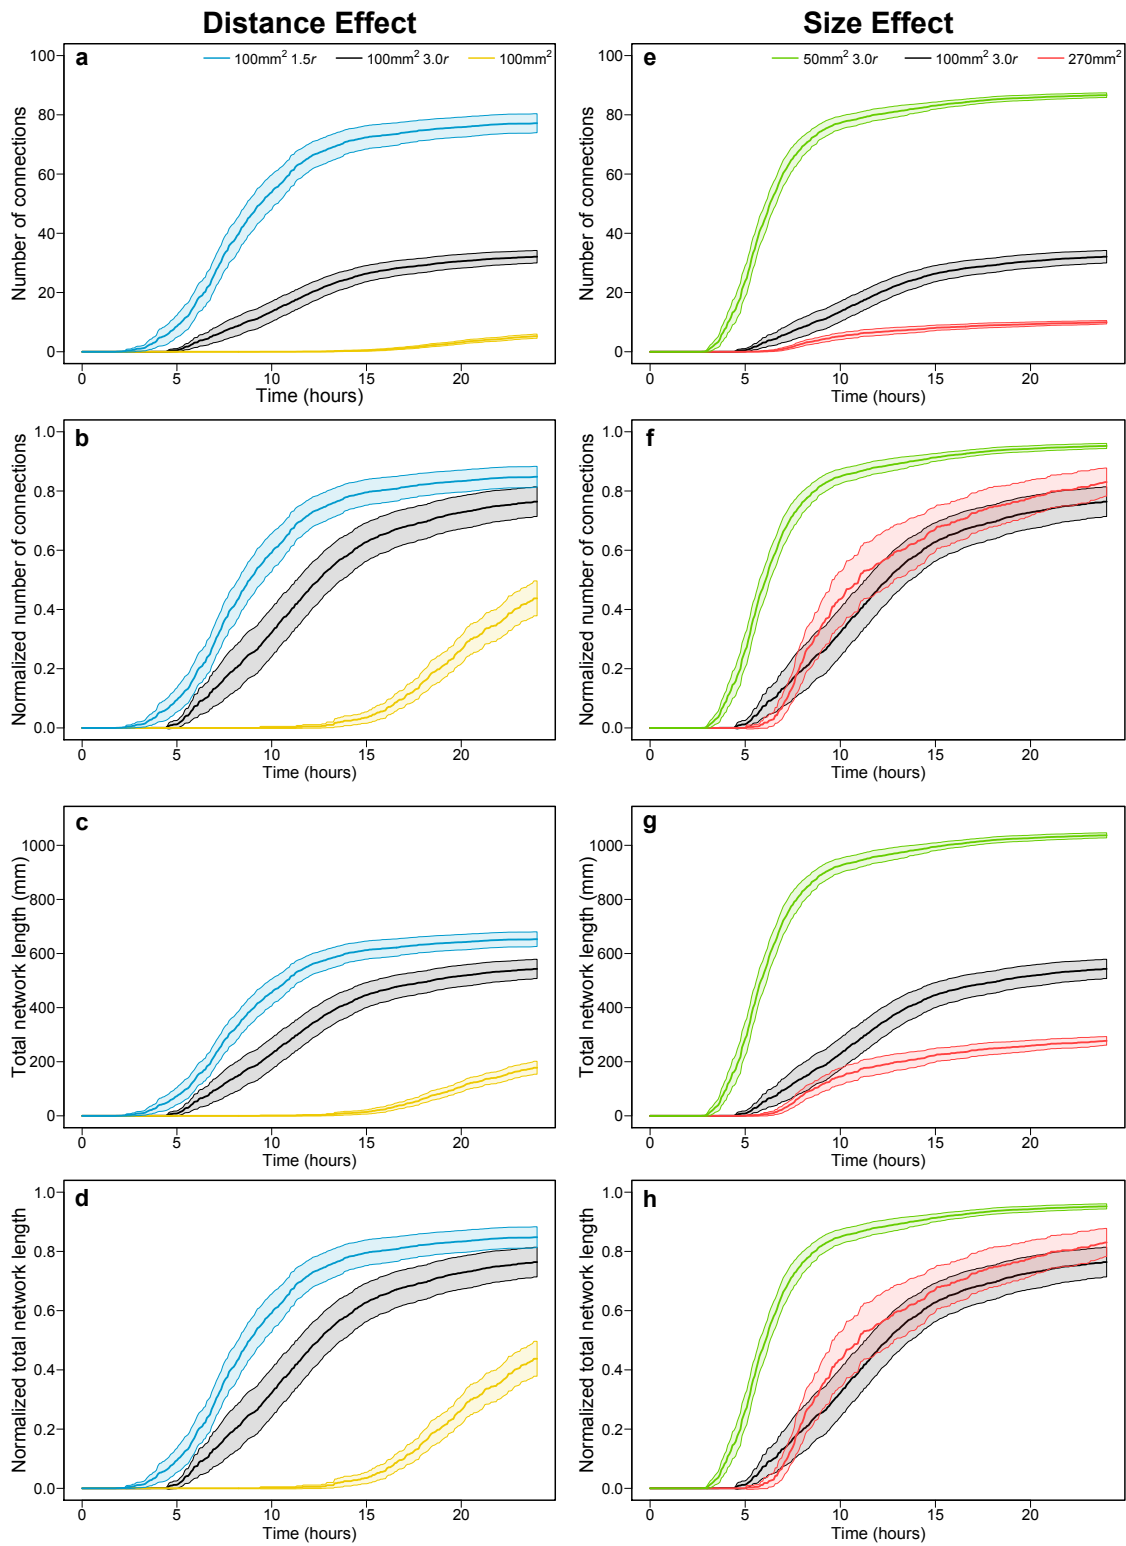 Distance Effect
Size Effect
a
100mm² 1.5r
100mm² 3.0r
100mm²
Number of connections
100
80
60
40
20
0
0 5 10 15 20
Time (hours)
e
50mm² 3.0r
100mm² 3.0r
270mm²
Number of connections
100
80
60
40
20
0
0 5 10 15 20
Time (hours)
b
Normalized number of connections
1.0
0.8
0.6
0.4
0.2
0.0
0 5 10 15 20
Time (hours)
f
Normalized number of connections
1.0
0.8
0.6
0.4
0.2
0.0
0 5 10 15 20
Time (hours)
c
Total network length (mm)
1000
800
600
400
200
0
0 5 10 15 20
Time (hours)
g
Total network length (mm)
1000
800
600
400
200
0
0 5 10 15 20
Time (hours)
d
Normalized total network length
1.0
0.8
0.6
0.4
0.2
0.0
0 5 10 15 20
Time (hours)
h
Normalized total network length
1.0
0.8
0.6
0.4
0.2
0.0
0 5 10 15 20
Time (hours)